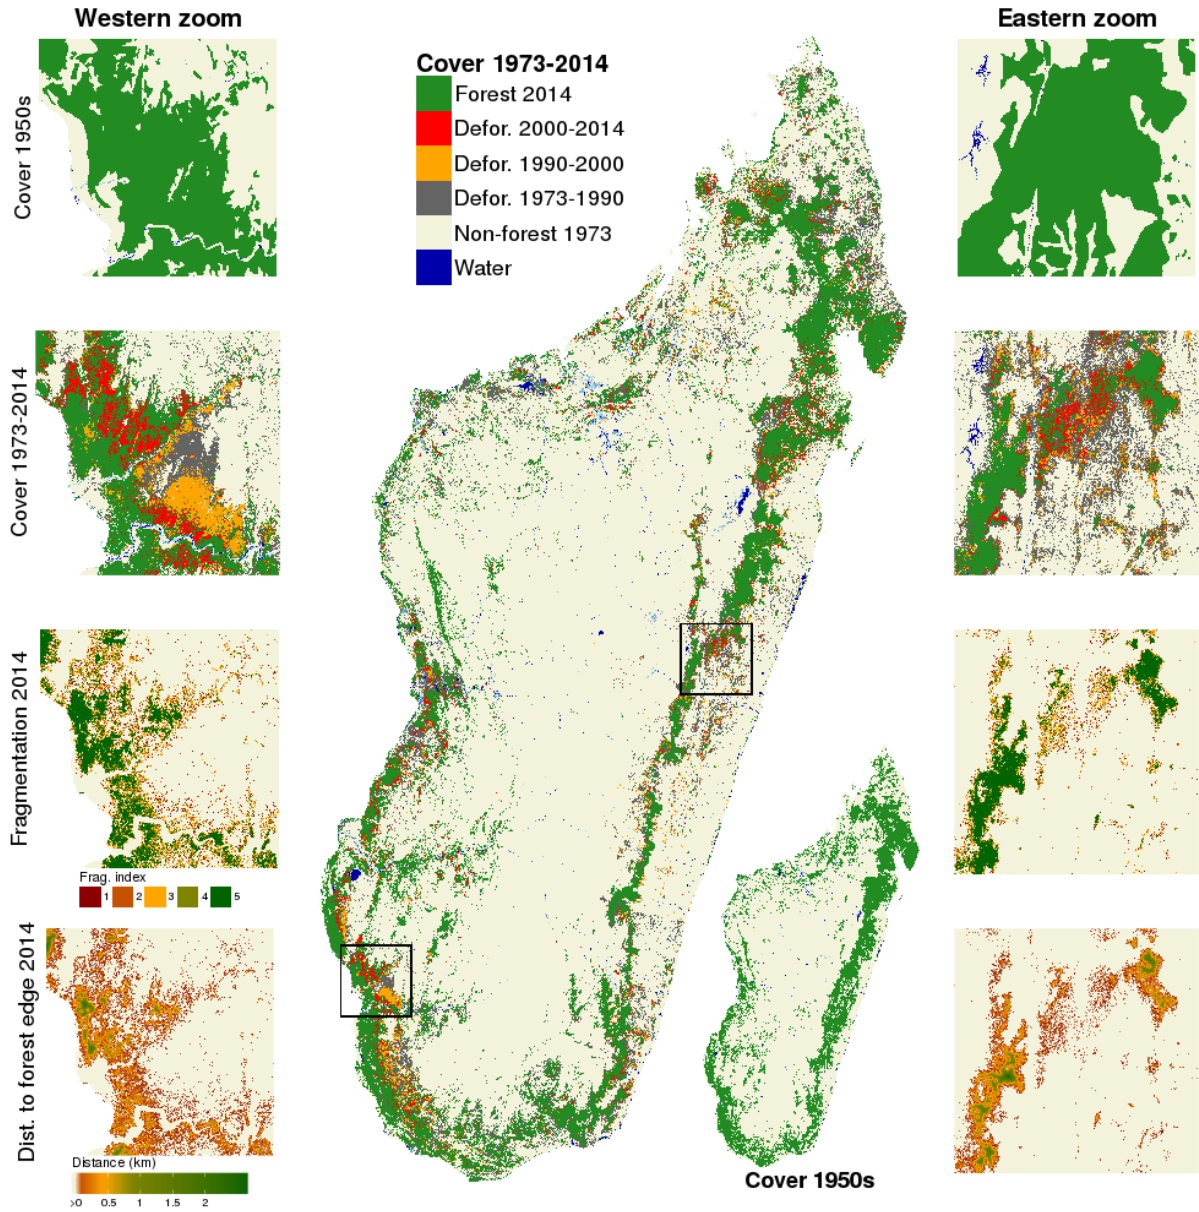 Western zoom
Eastern zoom
Cover 1950s
Cover 1973-2014
Forest 2014
Defor. 2000-2014
Defor. 1990-2000
Defor. 1973-1990
Non-forest 1973
Water
Cover 1973-2014
Fragmentation 2014
Frag. index
1 2 3 4 5
Dist. to forest edge 2014
Distance (km)
>0 0.5 1 1.5 2
Cover 1950s